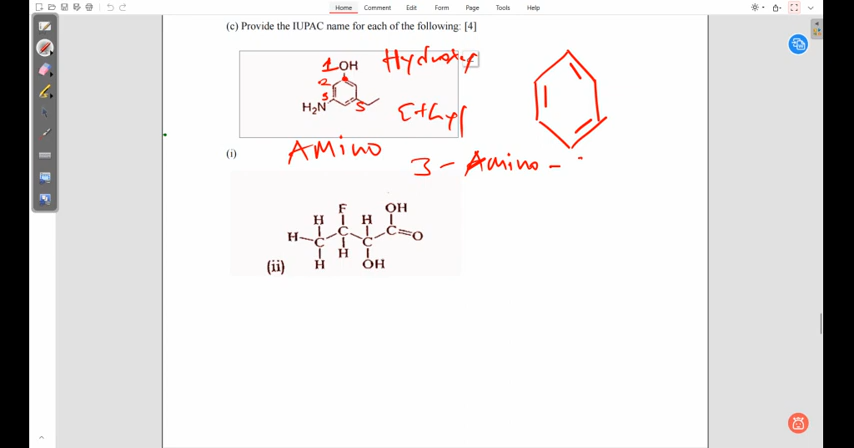 Home Comment Edit Form Page Tools Help
(c) Provide the IUPAC name for each of the following: [4]
1 OH Hydroxy
2
3
H₂N 5 Ethyl
Amino
(i) 3 - Amino -
F OH
H H
H C C C C O
H
(ii) H OH